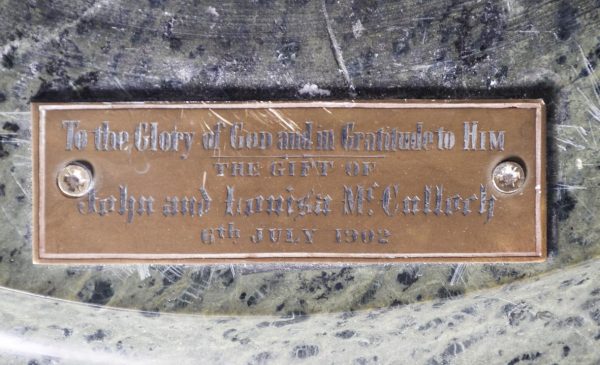 To the Glory of God and in Gratitude to HIM
THE GIFT OF
John and Louisa McCulloch
6th JULY 1902